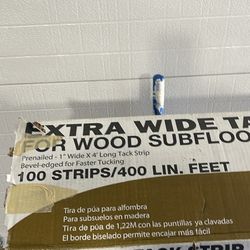 EXTRA WIDE TA
FOR WOOD SUBFLOO
Prenailed - 1" Wide X 4' Long Tack Strip
Bevel-edged for Faster Tucking
100 STRIPS/400 LIN. FEET
Tira de púa para alfombra
Para subsuelos en madera
Tira de púa de 1,22M con las puntillas ya clavadas
El borde biselado permite encajar más fácil